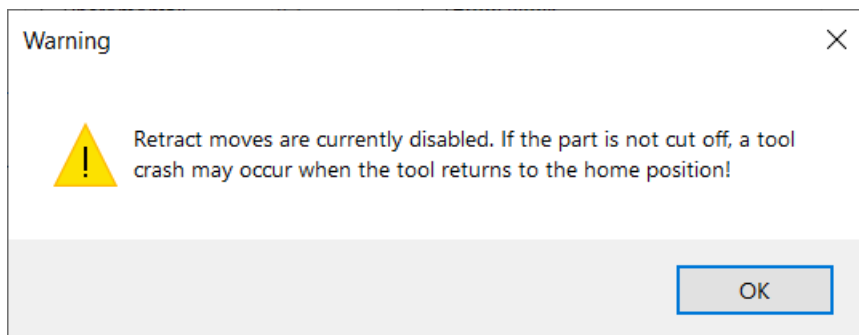 Warning
Retract moves are currently disabled. If the part is not cut off, a tool
crash may occur when the tool returns to the home position!
OK